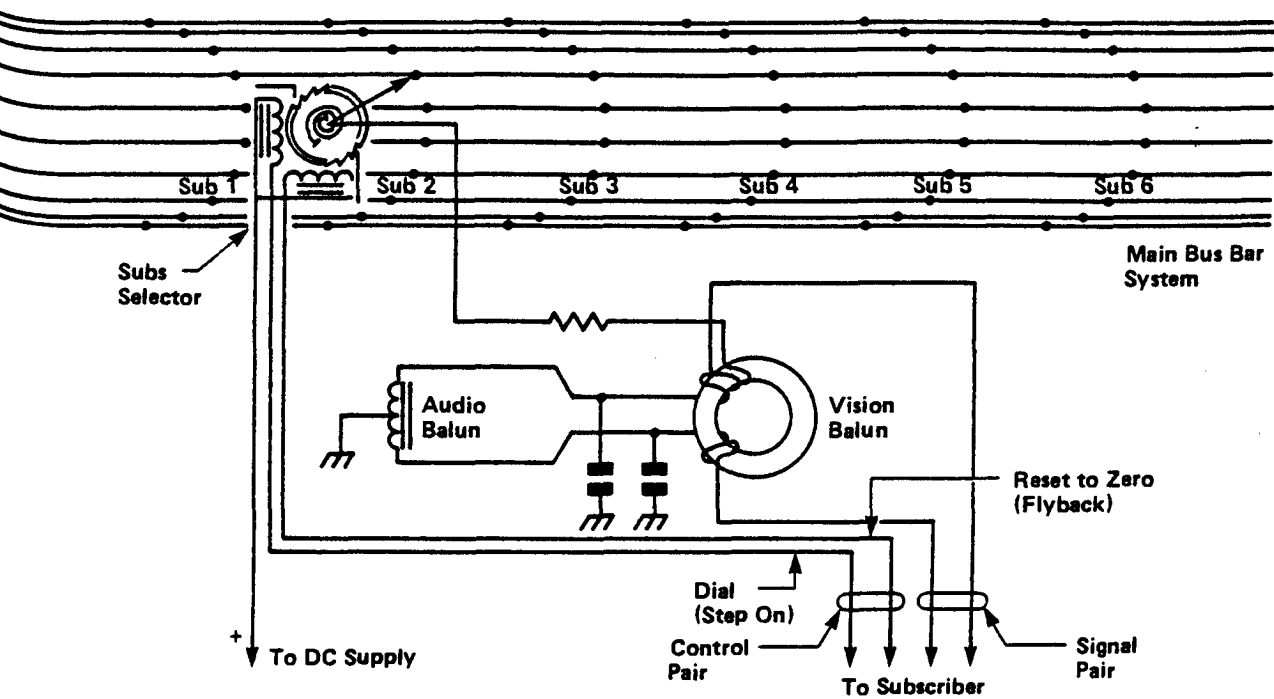 Sub 1
Sub 2
Sub 3
Sub 4
Sub 5
Sub 6
Subs
Selector
Main Bus Bar
System
Audio
Balun
Vision
Balun
Reset to Zero
(Flyback)
Dial
(Step On)
Control
Pair
Signal
Pair
+
To DC Supply
To Subscriber